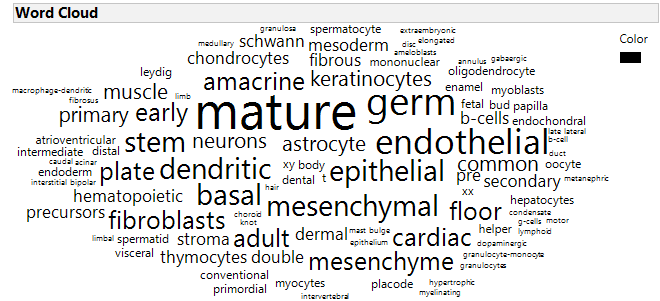 Word Cloud
Color
granulosa spermatocyte extraembryonic
medullary schwann mesoderm disc elongated
ameloblasts
chondrocytes fibrous mononuclear annulus gabaergic
leydig amacrine keratinocytes oligodendrocyte
macrophage-dendritic muscle limb enamel myoblasts
fibrosus mature germ fetal bud papilla
primary early b-cells endochondral
atrioventricular stem neurons astrocyte endothelial late lateral
b-cell
intermediate distal duct
caudal acinar plate dendritic xy body epithelial common oocyte
endoderm pre
interstitial bipolar dental t secondary metanephric
hematopoietic basal hair xx hepatocytes
precursors mesenchymal floor condensate
fibroblasts choroid g-cells motor
knot
limbal spermatid stroma adult dermal mast bulge cardiac helper lymphoid
epithelium dopaminergic
visceral thymocytes double mesenchyme granulocyte-monocyte
granulocytes
conventional myocytes placode hypertrophic
primordial intervertebral myelinating